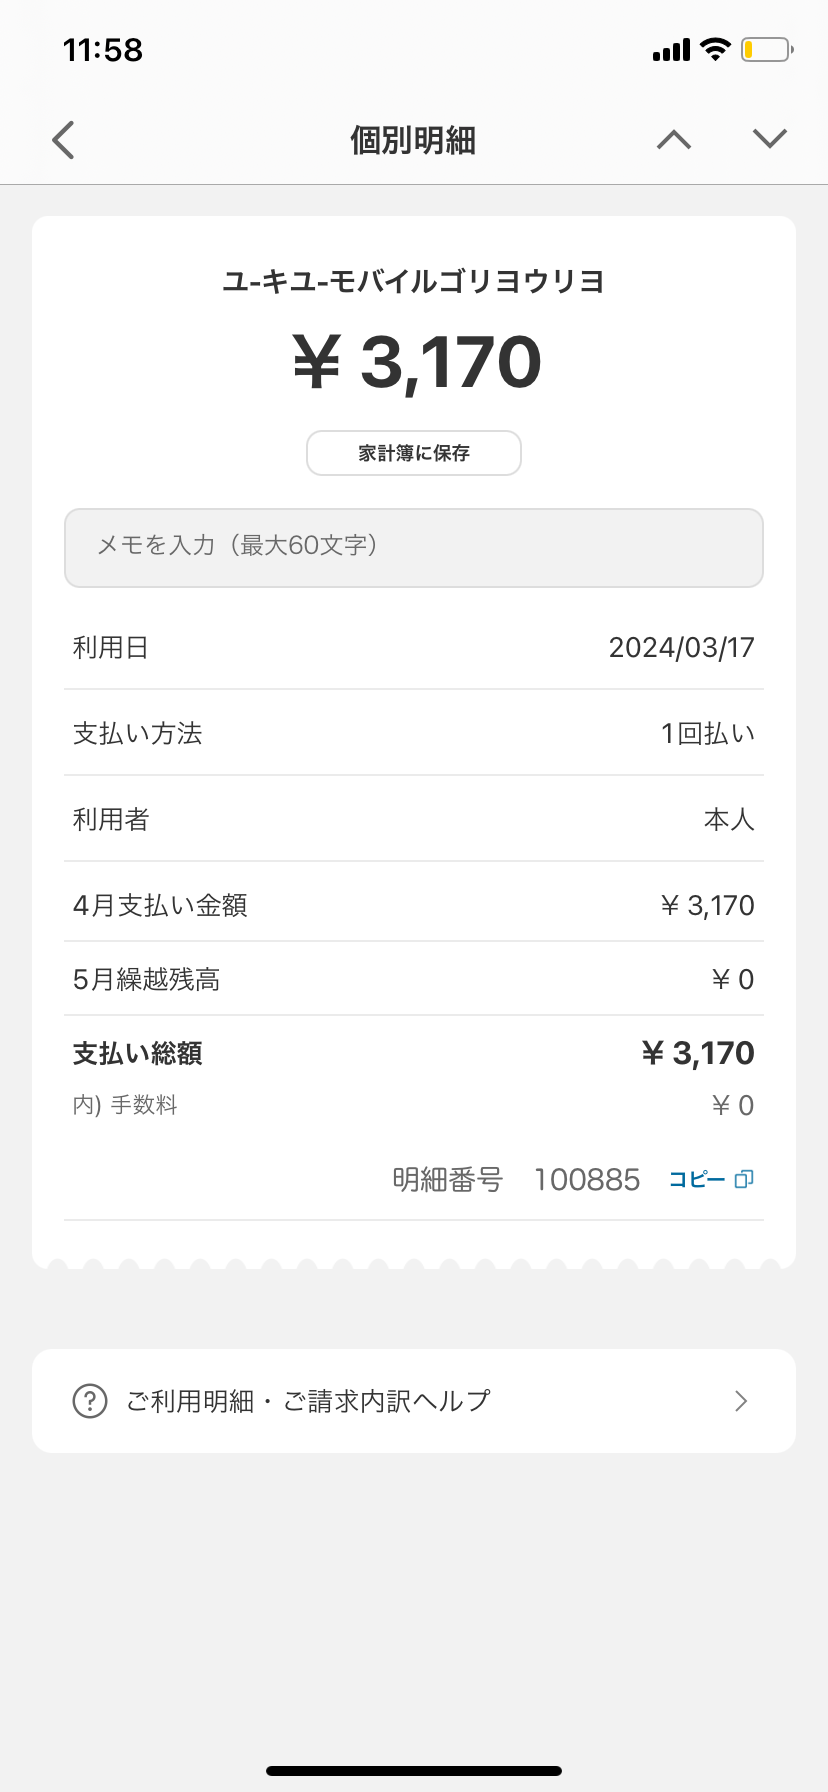 11:58
個別明細
ユ-キユ-モバイルゴリヨウリヨ
¥ 3,170
家計簿に保存
メモを入力（最大60文字）
利用日 2024/03/17
支払い方法 1回払い
利用者 本人
4月支払い金額 ¥ 3,170
5月繰越残高 ¥ 0
支払い総額 ¥ 3,170
内) 手数料 ¥ 0
明細番号 100885 コピー
ご利用明細・ご請求内訳ヘルプ